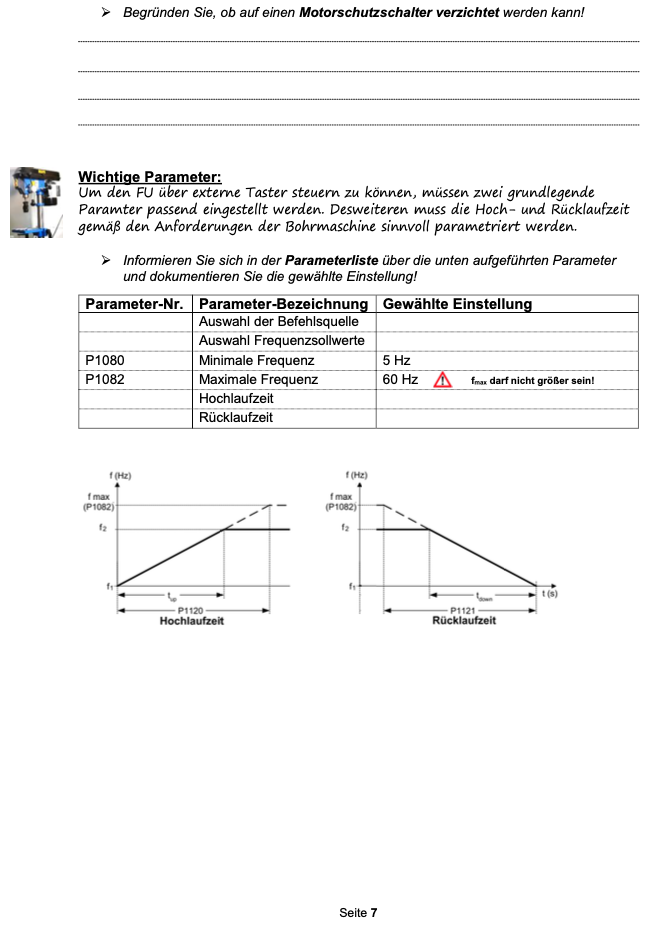 ➢ Begründen Sie, ob auf einen Motorschutzschalter verzichtet werden kann!
Wichtige Parameter:
Um den FU über externe Taster steuern zu können, müssen zwei grundlegende
Paramter passend eingestellt werden. Desweiteren muss die Hoch- und Rücklaufzeit
gemäß den Anforderungen der Bohrmaschine sinnvoll parametriert werden.
➢ Informieren Sie sich in der Parameterliste über die unten aufgeführten Parameter
und dokumentieren Sie die gewählte Einstellung!
Parameter-Nr. Parameter-Bezeichnung Gewählte Einstellung
Auswahl der Befehlsquelle
Auswahl Frequenzsollwerte
P1080 Minimale Frequenz 5 Hz
P1082 Maximale Frequenz 60 Hz fmax darf nicht größer sein!
Hochlaufzeit
Rücklaufzeit
f (Hz) f (Hz)
f max f max
(P1082) (P1082)
f2 f2
f1 f1 t (s)
tup tdown
P1120 P1121
Hochlaufzeit Rücklaufzeit
Seite 7